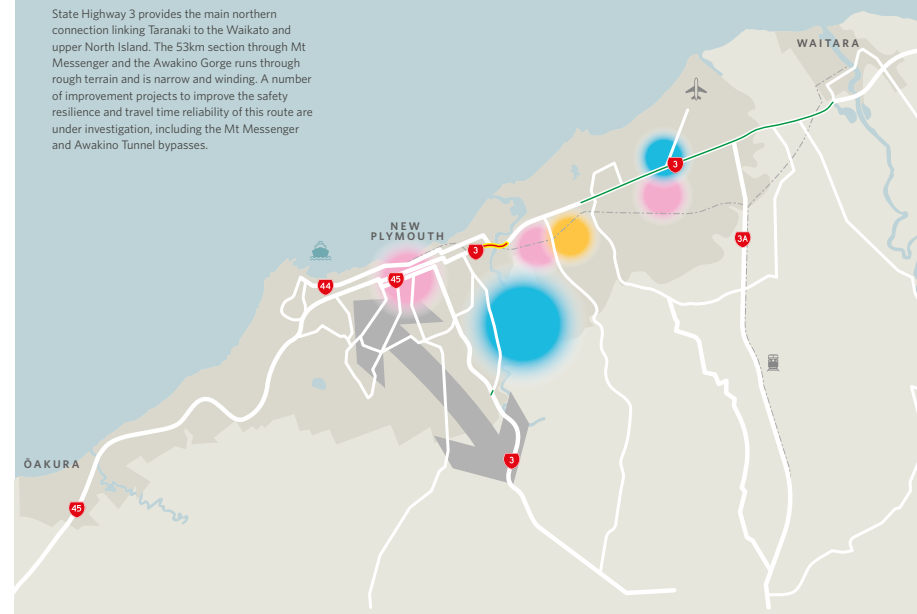 State Highway 3 provides the main northern
connection linking Taranaki to the Waikato and
upper North Island. The 53km section through Mt
Messenger and the Awakino Gorge runs through
rough terrain and is narrow and winding. A number
of improvement projects to improve the safety
resilience and travel time reliability of this route are
under investigation, including the Mt Messenger
and Awakino Tunnel bypasses.
WAITARA
3
NEW
PLYMOUTH
3A
3
45
44
3
ŌAKURA
45